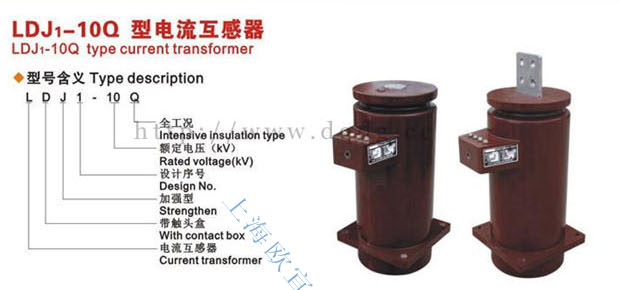 LDJ1-10Q 型电流互感器
LDJ1-10Q type current transformer
◆型号含义 Type description
L D J 1 - 10 Q
全工况
Intensive insulation type
额定电压（kV）
Rated voltage(kV)
设计序号
Design No.
加强型
Strengthen
带触头盒
With contact box
电流互感器
Current transformer
上海欧宜